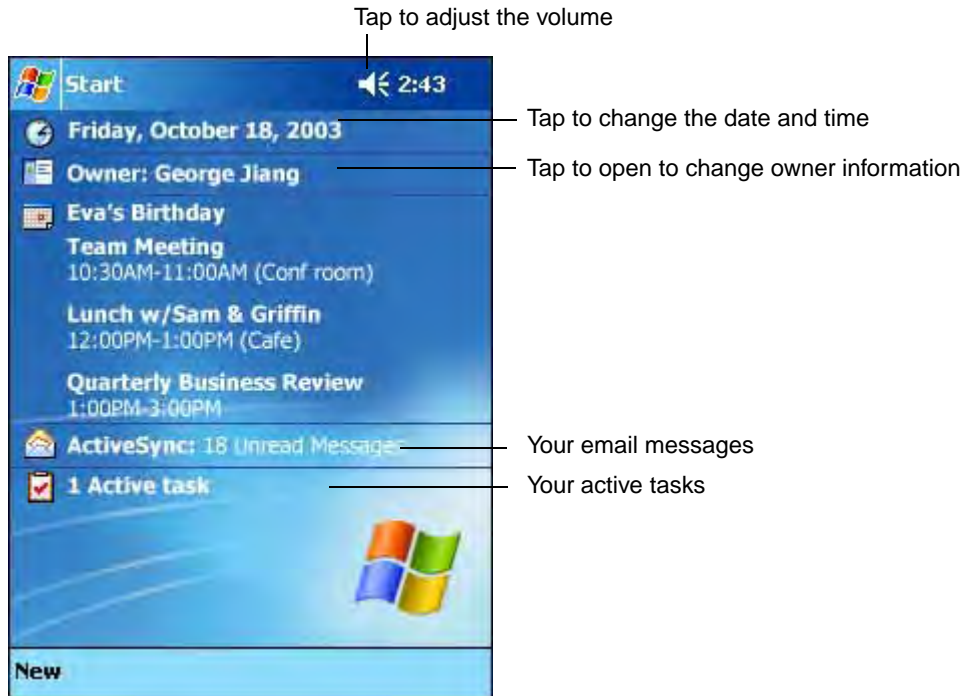 Tap to adjust the volume
Start 2:43
Friday, October 18, 2003
Tap to change the date and time
Owner: George Jiang
Tap to open to change owner information
Eva's Birthday
Team Meeting
10:30AM-11:00AM (Conf room)
Lunch w/Sam & Griffin
12:00PM-1:00PM (Cafe)
Quarterly Business Review
1:00PM-3:00PM
ActiveSync: 18 Unread Messages
Your email messages
1 Active task
Your active tasks
New